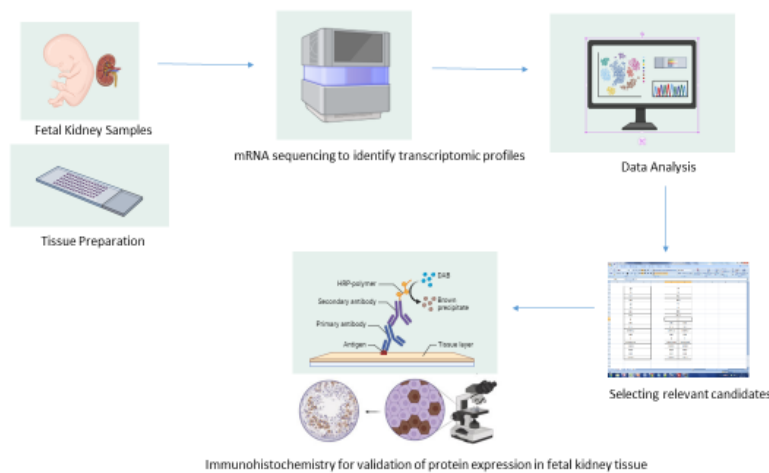 Fetal Kidney Samples
mRNA sequencing to identify transcriptomic profiles
Data Analysis
Tissue Preparation
DAB
HRP-polymer
Brown
precipitate
Secondary antibody
Primary antibody
Antigen
Tissue layer
Selecting relevant candidates
Immunohistochemistry for validation of protein expression in fetal kidney tissue